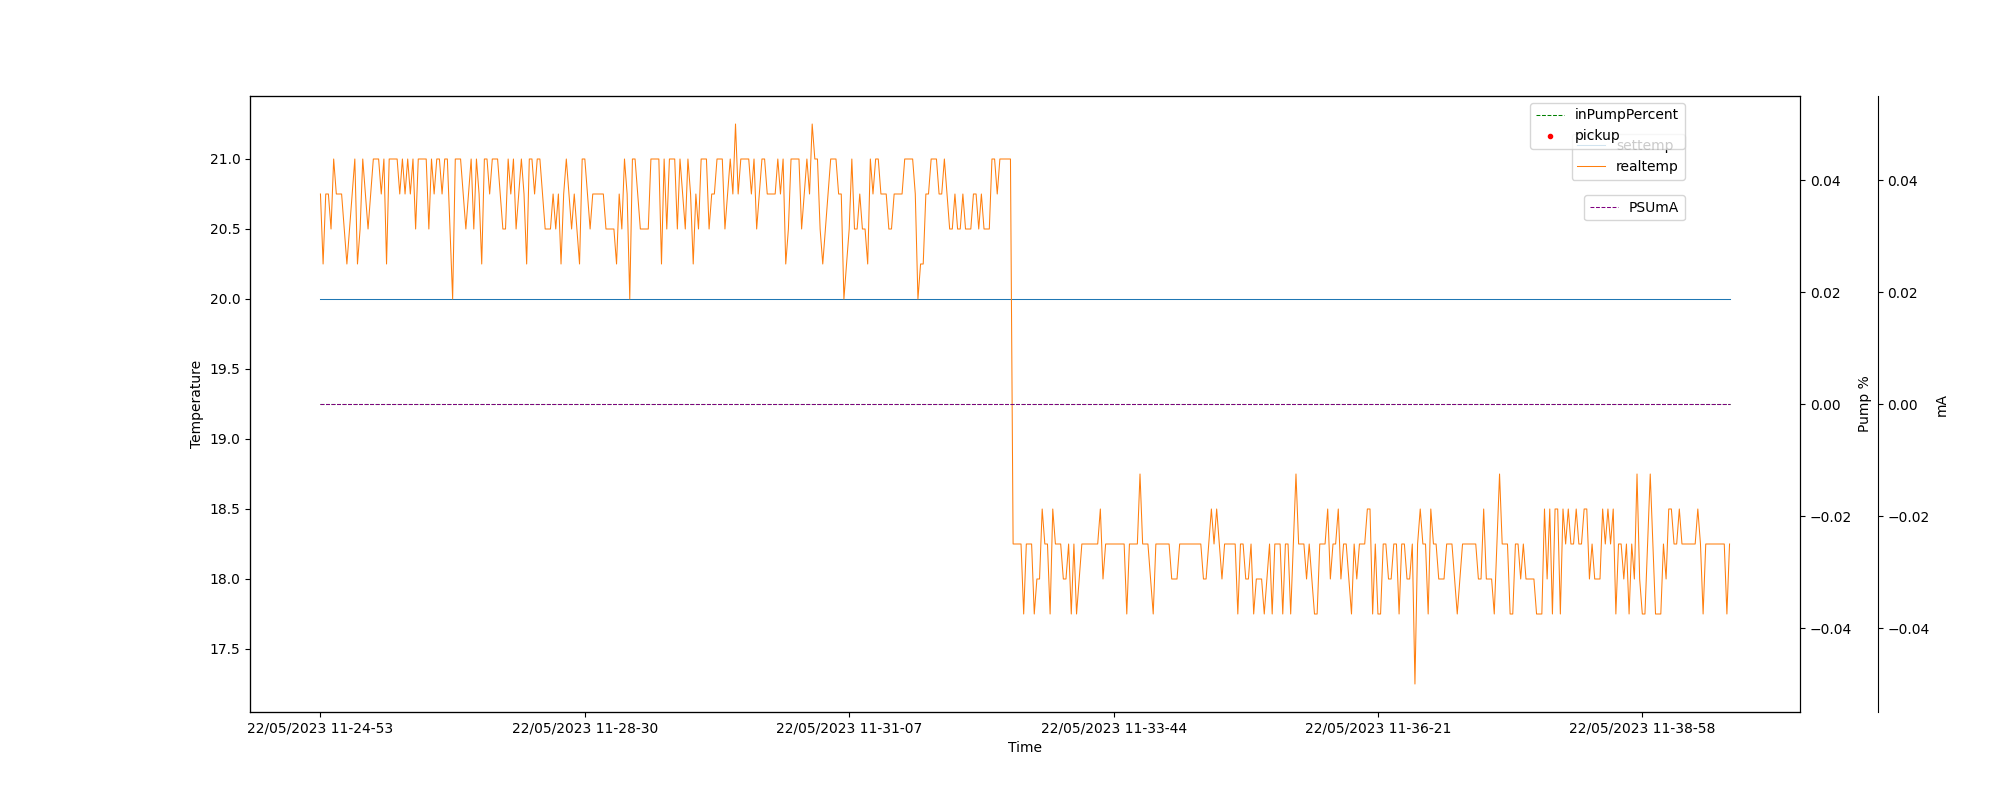 inPumpPercent
pickup
settemp
realtemp
PSUmA
21.0
20.5
20.0
19.5
19.0
18.5
18.0
17.5
Temperature
0.04
0.02
0.00
−0.02
−0.04
Pump %
0.04
0.02
0.00
−0.02
−0.04
mA
22/05/2023 11-24-53
22/05/2023 11-28-30
22/05/2023 11-31-07
22/05/2023 11-33-44
22/05/2023 11-36-21
22/05/2023 11-38-58
Time